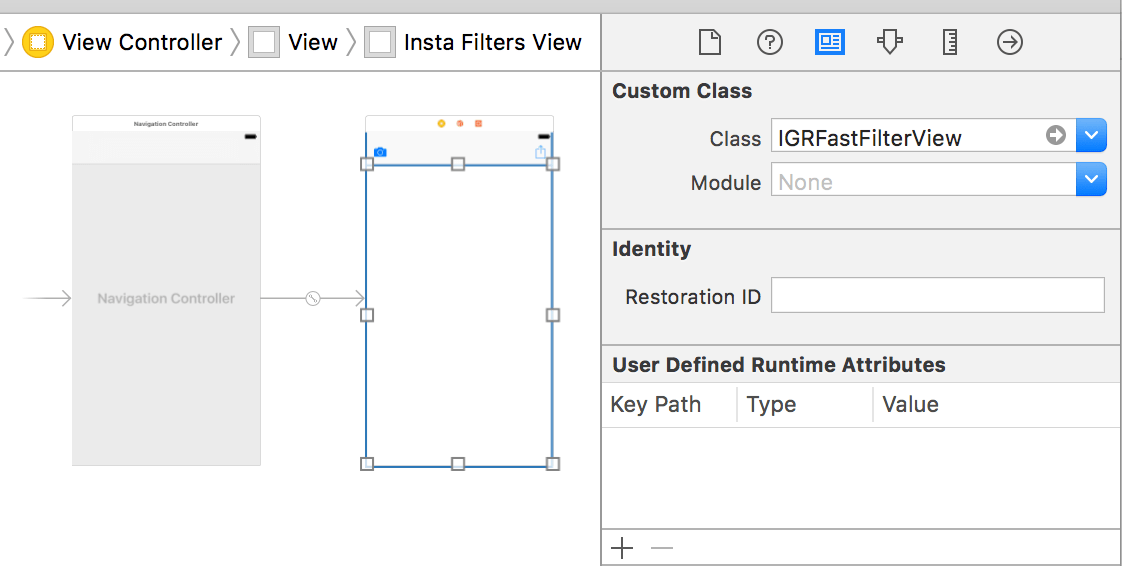 View Controller
View
Insta Filters View
Navigation Controller
Navigation Controller
Custom Class
Class IGRFastFilterView
Module None
Identity
Restoration ID
User Defined Runtime Attributes
Key Path Type Value